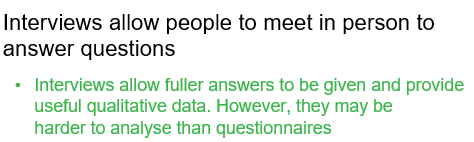 Interviews allow people to meet in person to
answer questions
• Interviews allow fuller answers to be given and provide
useful qualitative data. However, they may be
harder to analyse than questionnaires